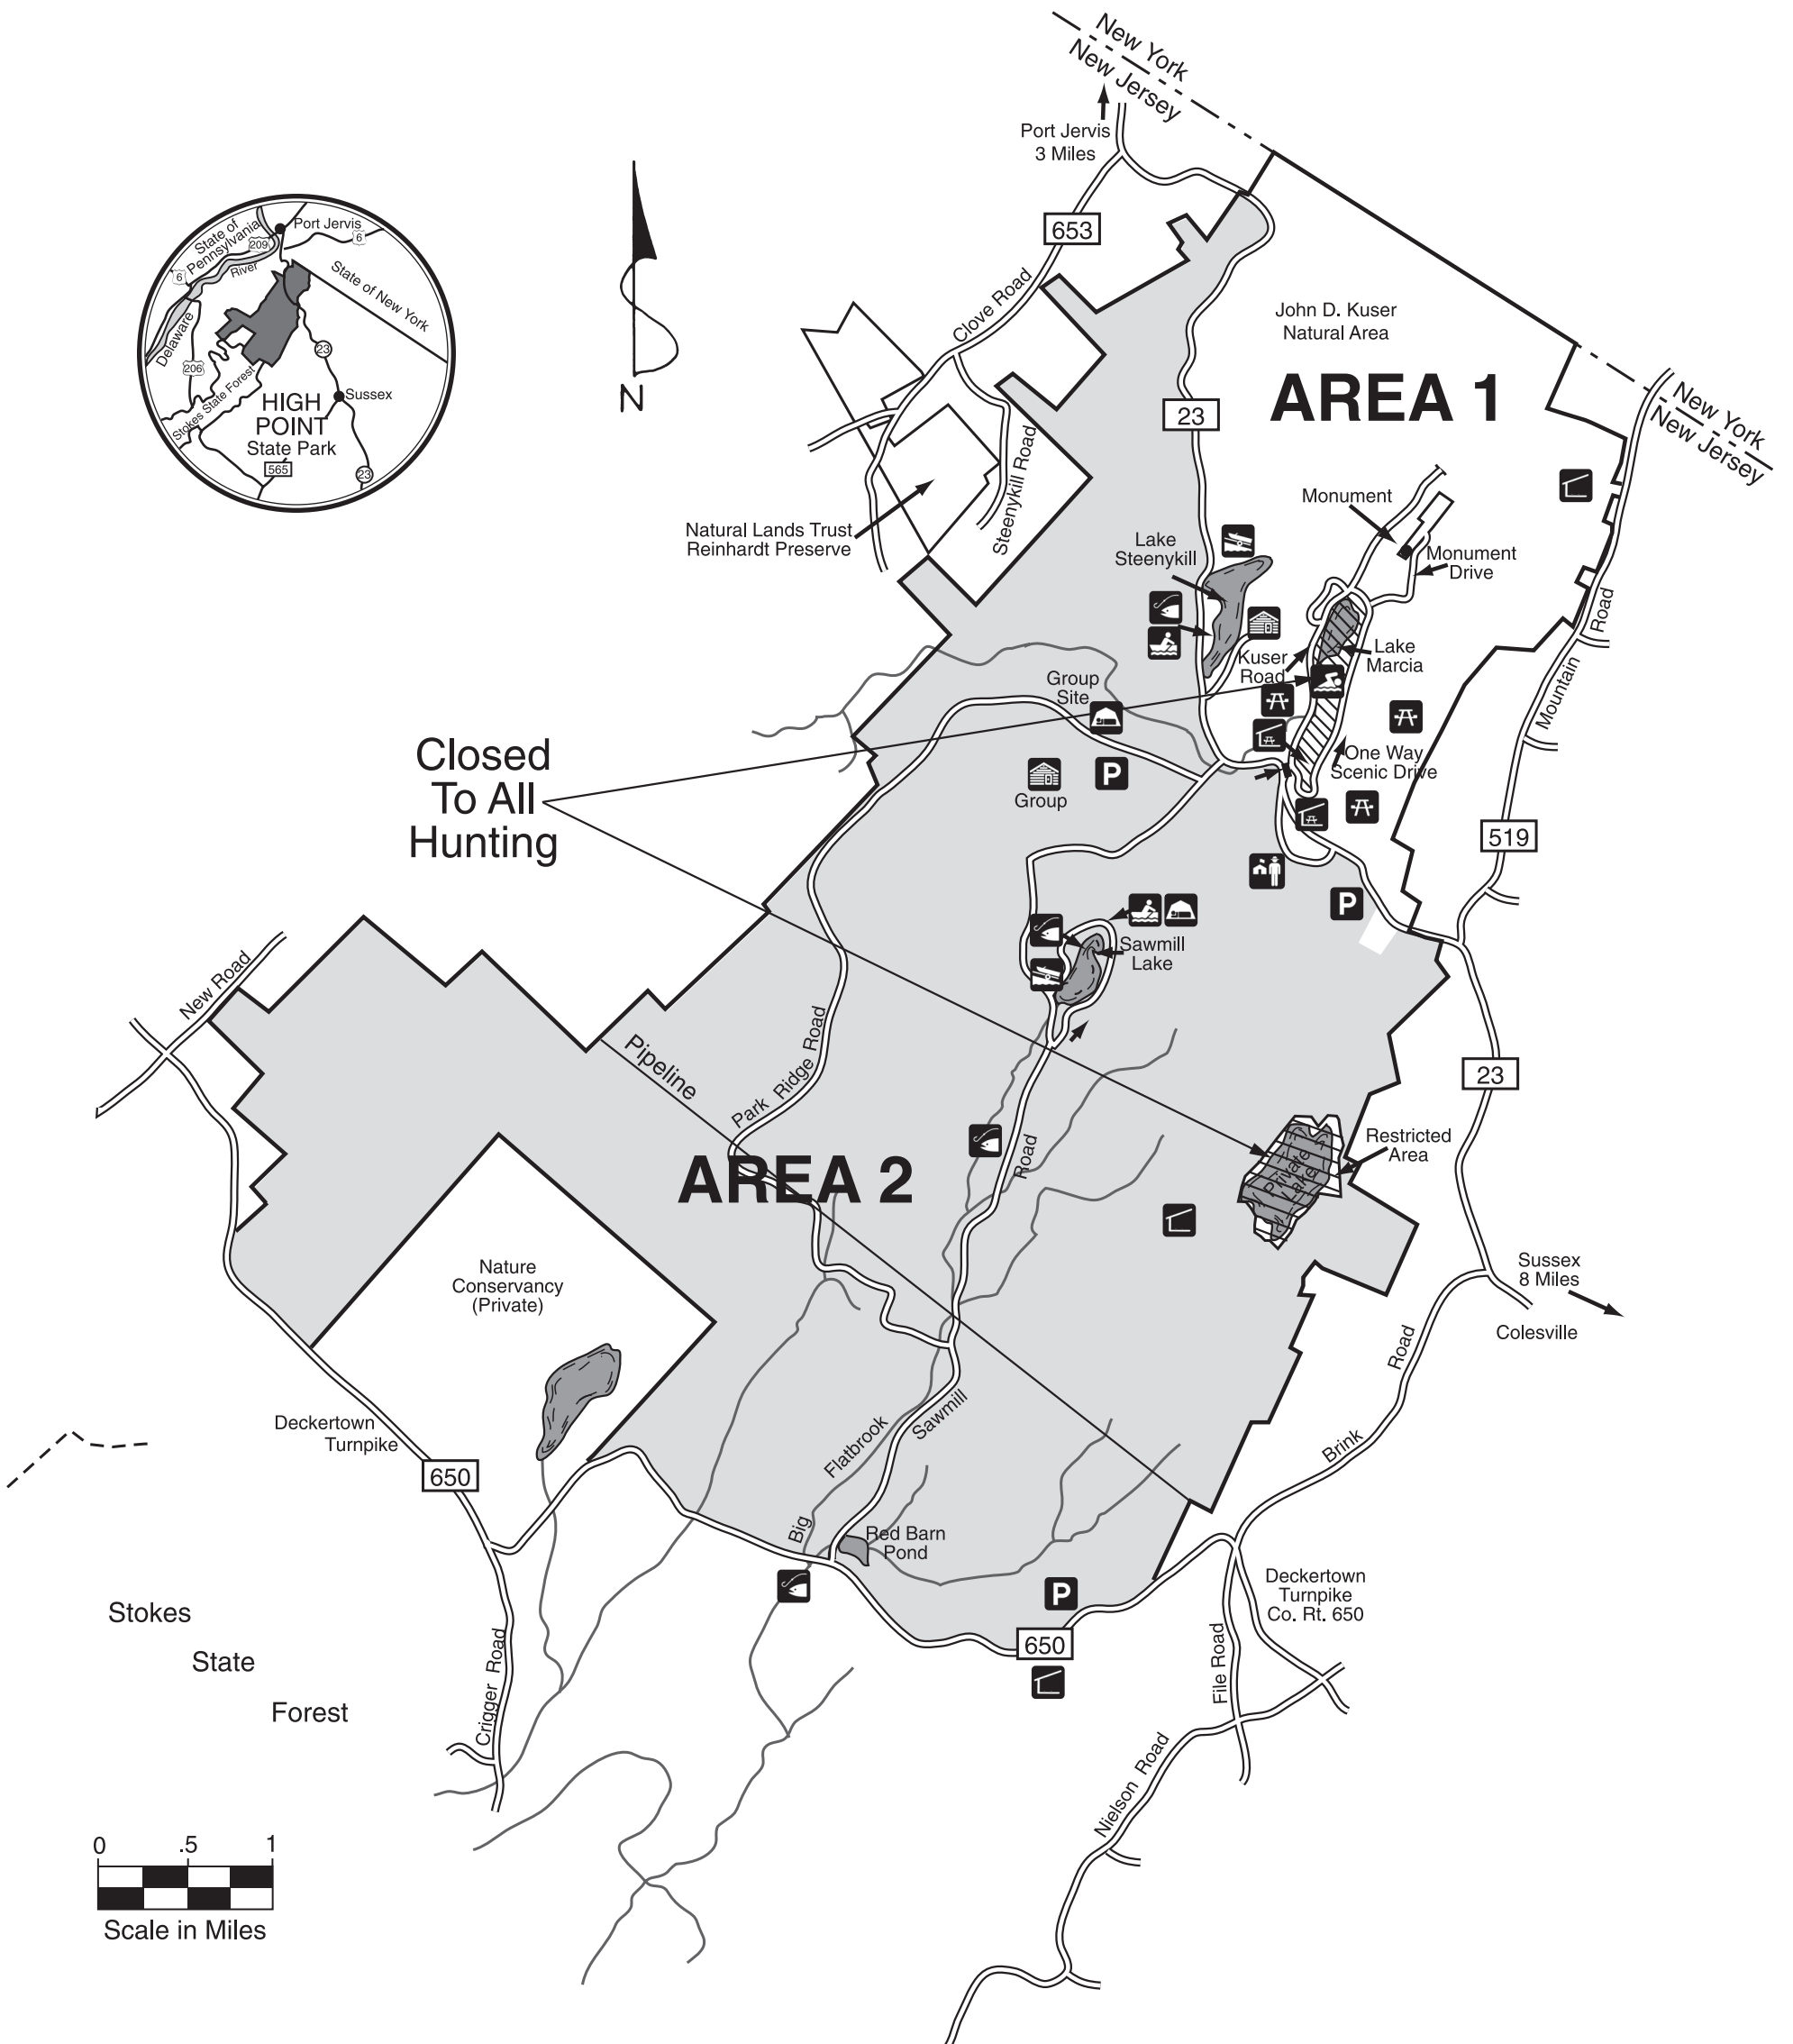 New York
New Jersey
Port Jervis
3 Miles
653
Clove Road
State of
Pennsylvania
Port Jervis
209
6
6
River
State of New York
Delaware
206
23
Stokes State Forest
Sussex
HIGH
POINT
State Park
565
23
N
John D. Kuser
Natural Area
AREA 1
23
New York
New Jersey
Steenykill Road
Natural Lands Trust
Reinhardt Preserve
Monument
Monument
Drive
Lake
Steenykill
Road
Mountain
Kuser
Road
Lake
Marcia
Group
Site
Closed
To All
Hunting
One Way
Scenic Drive
P
Group
519
P
Sawmill
Lake
New Road
Pipeline
Park Ridge Road
23
Road
Restricted
Area
Private
Lake
AREA 2
Nature
Conservancy
(Private)
Sussex
8 Miles
Colesville
Road
Brink
Deckertown
Turnpike
650
Flatbrook
Sawmill
Big
Red Barn
Pond
P
650
Deckertown
Turnpike
Co. Rt. 650
File Road
Crigger Road
Nielson Road
Stokes
State
Forest
0 .5 1
Scale in Miles